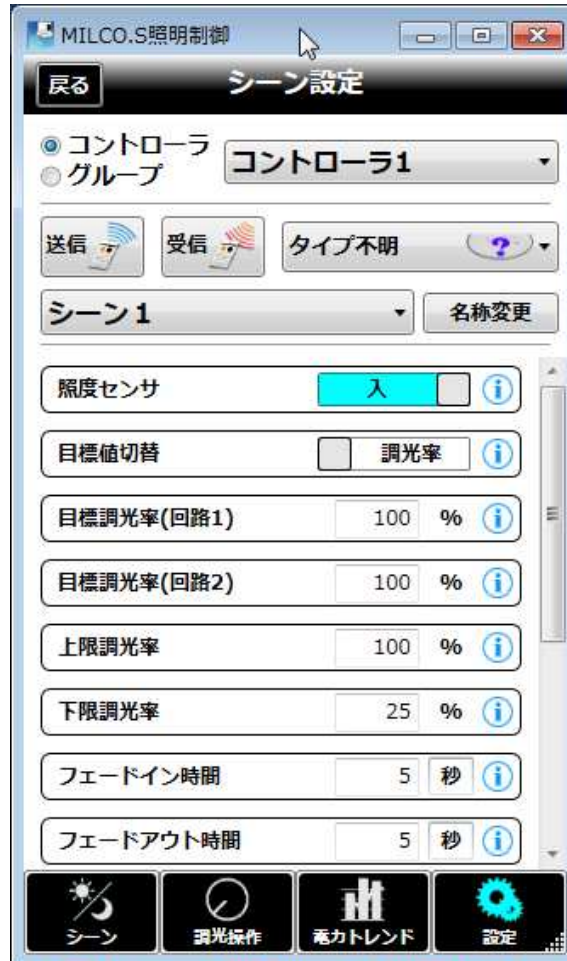 MILCO.S照明制御
戻る シーン設定
コントローラ
グループ
コントローラ1
送信 受信 タイプ不明 ?
シーン1 名称変更
照度センサ 入 i
目標値切替 調光率 i
目標調光率(回路1) 100 % i
目標調光率(回路2) 100 % i
上限調光率 100 % i
下限調光率 25 % i
フェードイン時間 5 秒 i
フェードアウト時間 5 秒 i
シーン 調光操作 電力トレンド 設定